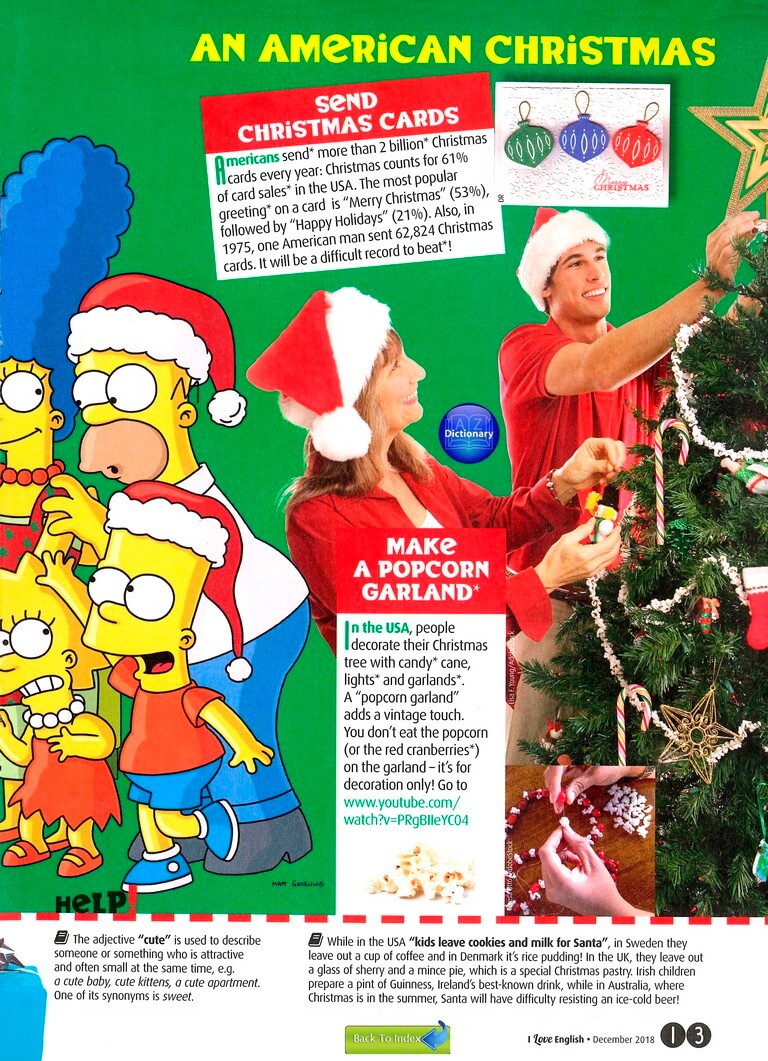 AN AMERICAN CHRISTMAS
SEND
CHRISTMAS CARDS
Americans send* more than 2 billion* Christmas
cards every year: Christmas counts for 61%
of card sales* in the USA. The most popular
greeting* on a card is “Merry Christmas” (53%),
followed by “Happy Holidays” (21%). Also, in
1975, one American man sent 62,824 Christmas
cards. It will be a difficult record to beat*!
Merry
CHRISTMAS
DR
A Z
Dictionary
MAKE
A POPCORN
GARLAND*
In the USA, people
decorate their Christmas
tree with candy* cane,
lights* and garlands*.
A “popcorn garland”
adds a vintage touch.
You don’t eat the popcorn
(or the red cranberries*)
on the garland – it’s for
decoration only! Go to
www.youtube.com/
watch?v=PRgBIIeYC04
MATT GROENING
HELP!
The adjective “cute” is used to describe
someone or something who is attractive
and often small at the same time, e.g.
a cute baby, cute kittens, a cute apartment.
One of its synonyms is sweet.
While in the USA “kids leave cookies and milk for Santa”, in Sweden they
leave out a cup of coffee and in Denmark it’s rice pudding! In the UK, they leave out
a glass of sherry and a mince pie, which is a special Christmas pastry. Irish children
prepare a pint of Guinness, Ireland’s best-known drink, while in Australia, where
Christmas is in the summer, Santa will have difficulty resisting an ice-cold beer!
Back To Index
I Love English • December 2018 13